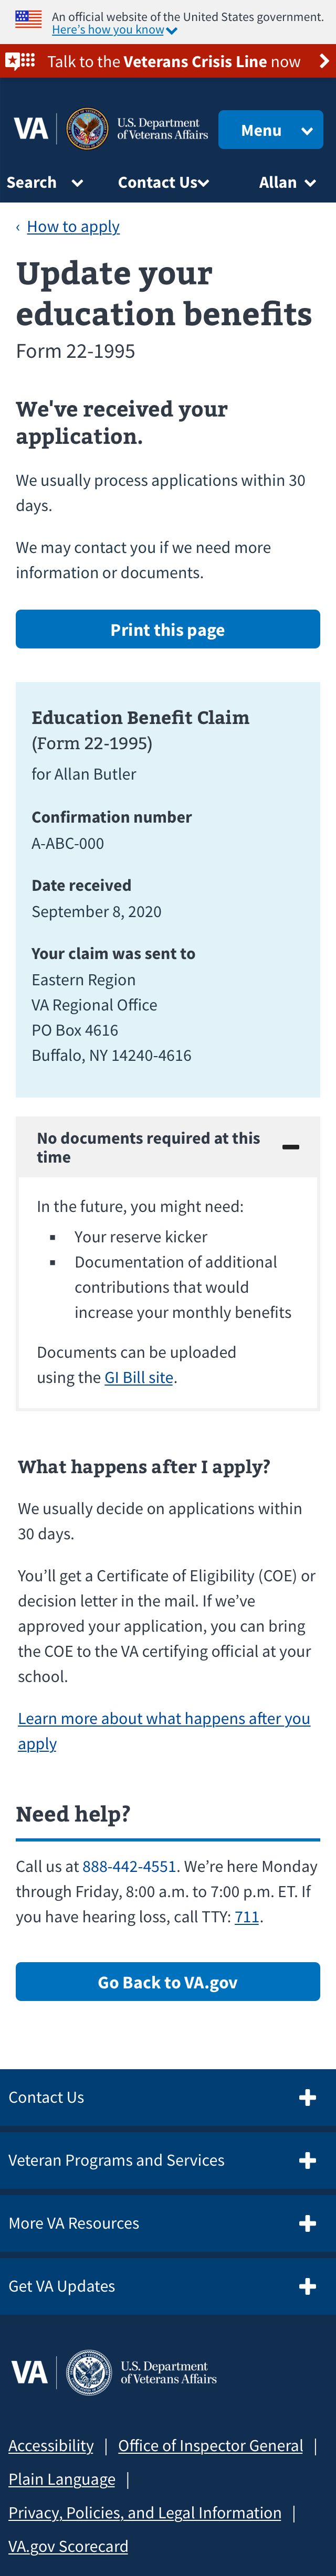 An official website of the United States government.
Here's how you know
Talk to the Veterans Crisis Line now
VA
U.S. Department
of Veterans Affairs
Menu
Search
Contact Us
Allan
‹ How to apply
Update your
education benefits
Form 22-1995
We've received your
application.
We usually process applications within 30
days.
We may contact you if we need more
information or documents.
Print this page
Education Benefit Claim
(Form 22-1995)
for Allan Butler
Confirmation number
A-ABC-000
Date received
September 8, 2020
Your claim was sent to
Eastern Region
VA Regional Office
PO Box 4616
Buffalo, NY 14240-4616
No documents required at this
time
In the future, you might need:
▪ Your reserve kicker
▪ Documentation of additional
contributions that would
increase your monthly benefits
Documents can be uploaded
using the GI Bill site.
What happens after I apply?
We usually decide on applications within
30 days.
You’ll get a Certificate of Eligibility (COE) or
decision letter in the mail. If we’ve
approved your application, you can bring
the COE to the VA certifying official at your
school.
Learn more about what happens after you
apply
Need help?
Call us at 888-442-4551. We’re here Monday
through Friday, 8:00 a.m. to 7:00 p.m. ET. If
you have hearing loss, call TTY: 711.
Go Back to VA.gov
Contact Us
Veteran Programs and Services
More VA Resources
Get VA Updates
VA
U.S. Department
of Veterans Affairs
Accessibility | Office of Inspector General |
Plain Language |
Privacy, Policies, and Legal Information |
VA.gov Scorecard